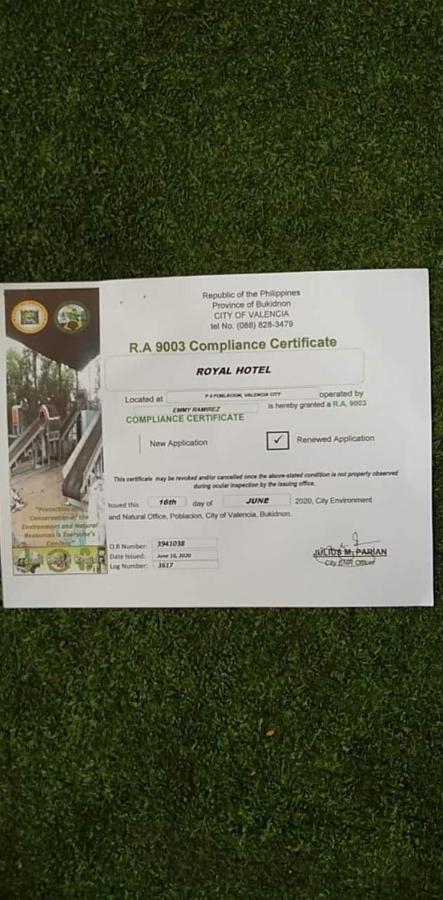 Republic of the Philippines
Province of Bukidnon
CITY OF VALENCIA
tel No. (088) 828-3479
R.A 9003 Compliance Certificate
ROYAL HOTEL
Located at P 4 POBLACION, VALENCIA CITY operated by
EMMY RAMIREZ is hereby granted a R.A. 9003
COMPLIANCE CERTIFICATE
New Application ✓ Renewed Application
This certificate may be revoked and/or cancelled once the above-stated condition is not properly observed
during ocular inspection by the issuing office.
Issued this 16th day of JUNE 2020, City Environment
and Natural Office, Poblacion, City of Valencia, Bukidnon.
"Protection
Conservation of the
Environment and Natural
Resources is Everyone's
O.R Number: 3941038
Date Issued: June 16, 2020
Log Number: 3617
JULIUS M. PARIAN
City ENR Officer